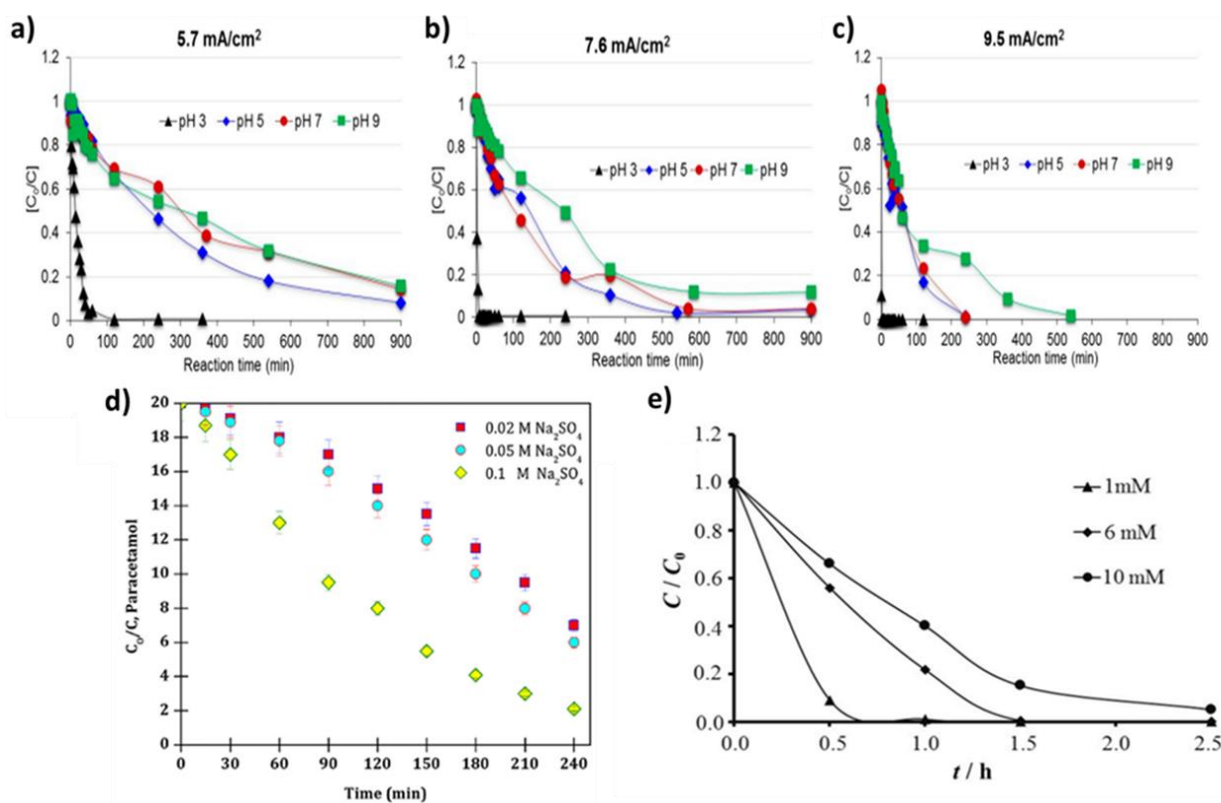 a)
5.7 mA/cm²
1.2
1
0.8
0.6
0.4
0.2
0
[C₀/C]
pH 3 pH 5 pH 7 pH 9
0 100 200 300 400 500 600 700 800 900
Reaction time (min)
b)
7.6 mA/cm²
1.2
1
0.8
0.6
0.4
0.2
0
[C₀/C]
pH 3 pH 5 pH 7 pH 9
0 100 200 300 400 500 600 700 800 900
Reaction time (min)
c)
9.5 mA/cm²
1.2
1
0.8
0.6
0.4
0.2
0
[C₀/C]
pH 3 pH 5 pH 7 pH 9
0 100 200 300 400 500 600 700 800 900
Reaction time (min)
d)
20
18
16
14
12
10
8
6
4
2
0
C₀/C, Paracetamol
0.02 M Na₂SO₄
0.05 M Na₂SO₄
0.1 M Na₂SO₄
0 30 60 90 120 150 180 210 240
Time (min)
e)
1.2
1.0
0.8
0.6
0.4
0.2
0.0
C / C₀
1mM
6 mM
10 mM
0.0 0.5 1.0 1.5 2.0 2.5
t / h